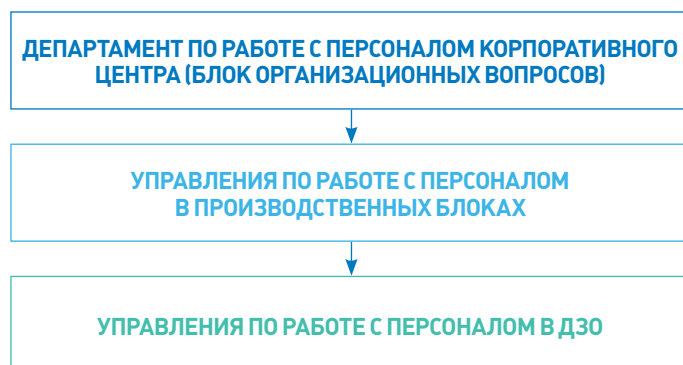 ДЕПАРТАМЕНТ ПО РАБОТЕ С ПЕРСОНАЛОМ КОРПОРАТИВНОГО
ЦЕНТРА (БЛОК ОРГАНИЗАЦИОННЫХ ВОПРОСОВ)
УПРАВЛЕНИЯ ПО РАБОТЕ С ПЕРСОНАЛОМ
В ПРОИЗВОДСТВЕННЫХ БЛОКАХ
УПРАВЛЕНИЯ ПО РАБОТЕ С ПЕРСОНАЛОМ В ДЗО